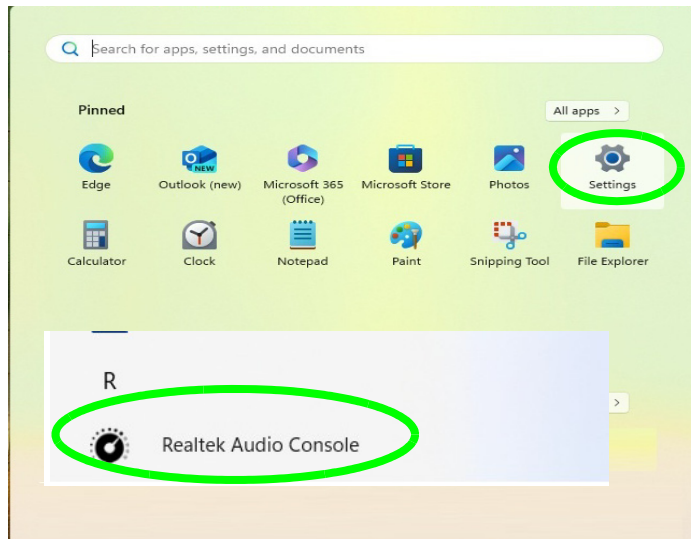 Search for apps, settings, and documents
Pinned
All apps >
NEW
Edge
Outlook (new)
Microsoft 365
(Office)
Microsoft Store
Photos
Settings
Calculator
Clock
Notepad
Paint
Snipping Tool
File Explorer
R
>
Realtek Audio Console